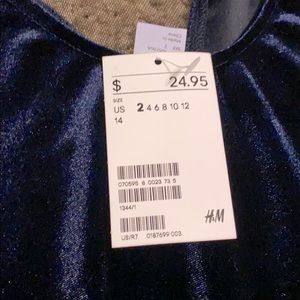 $ 24.95
SIZE
US 2 4 6 8 10 12
14
070595 8 0023 73 5
1344/1
H&M
US/R7 0187699 003